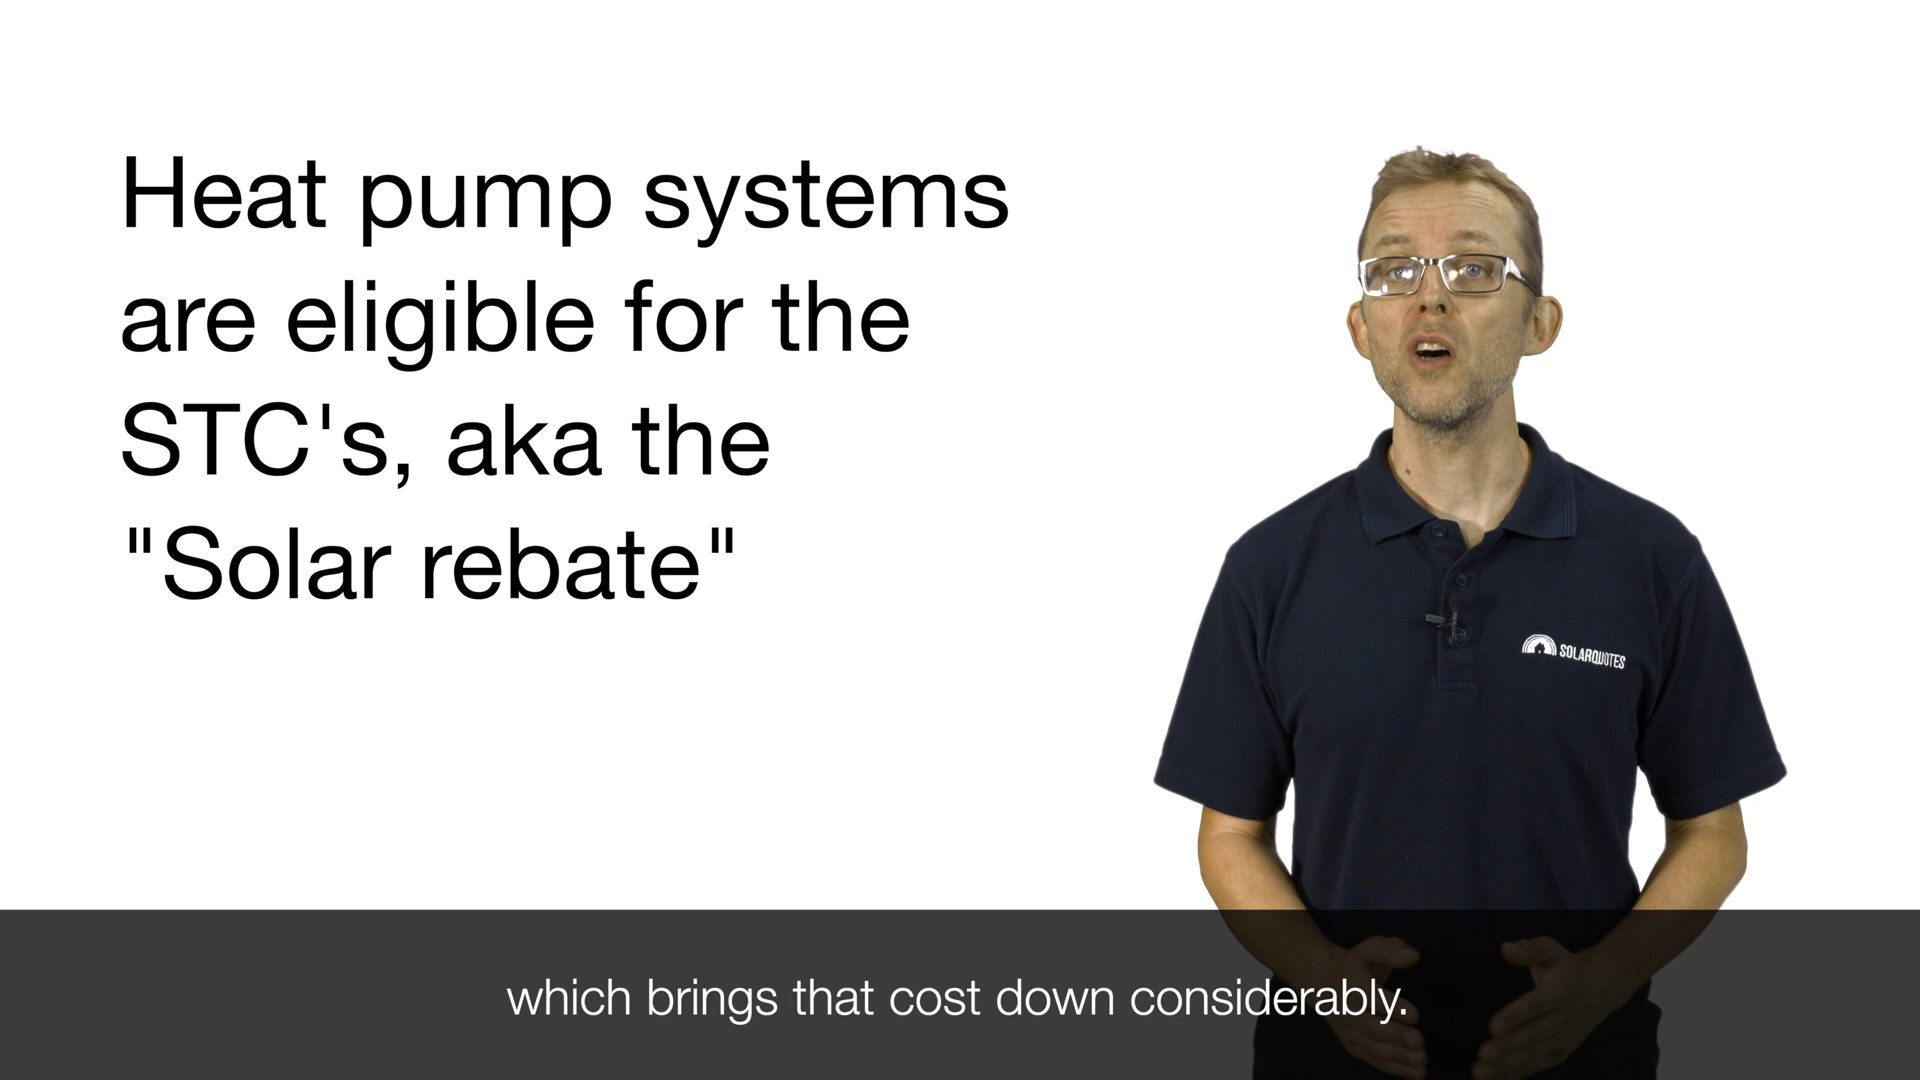 Heat pump systems
are eligible for the
STC's, aka the
"Solar rebate"
SOLARQUOTES
which brings that cost down considerably.